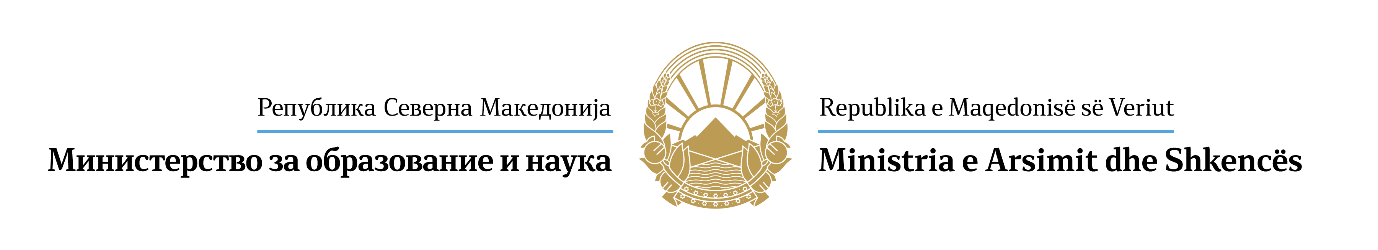 Република Северна Македонија
Министерство за образование и наука
Republika e Maqedonisë së Veriut
Ministria e Arsimit dhe Shkencës